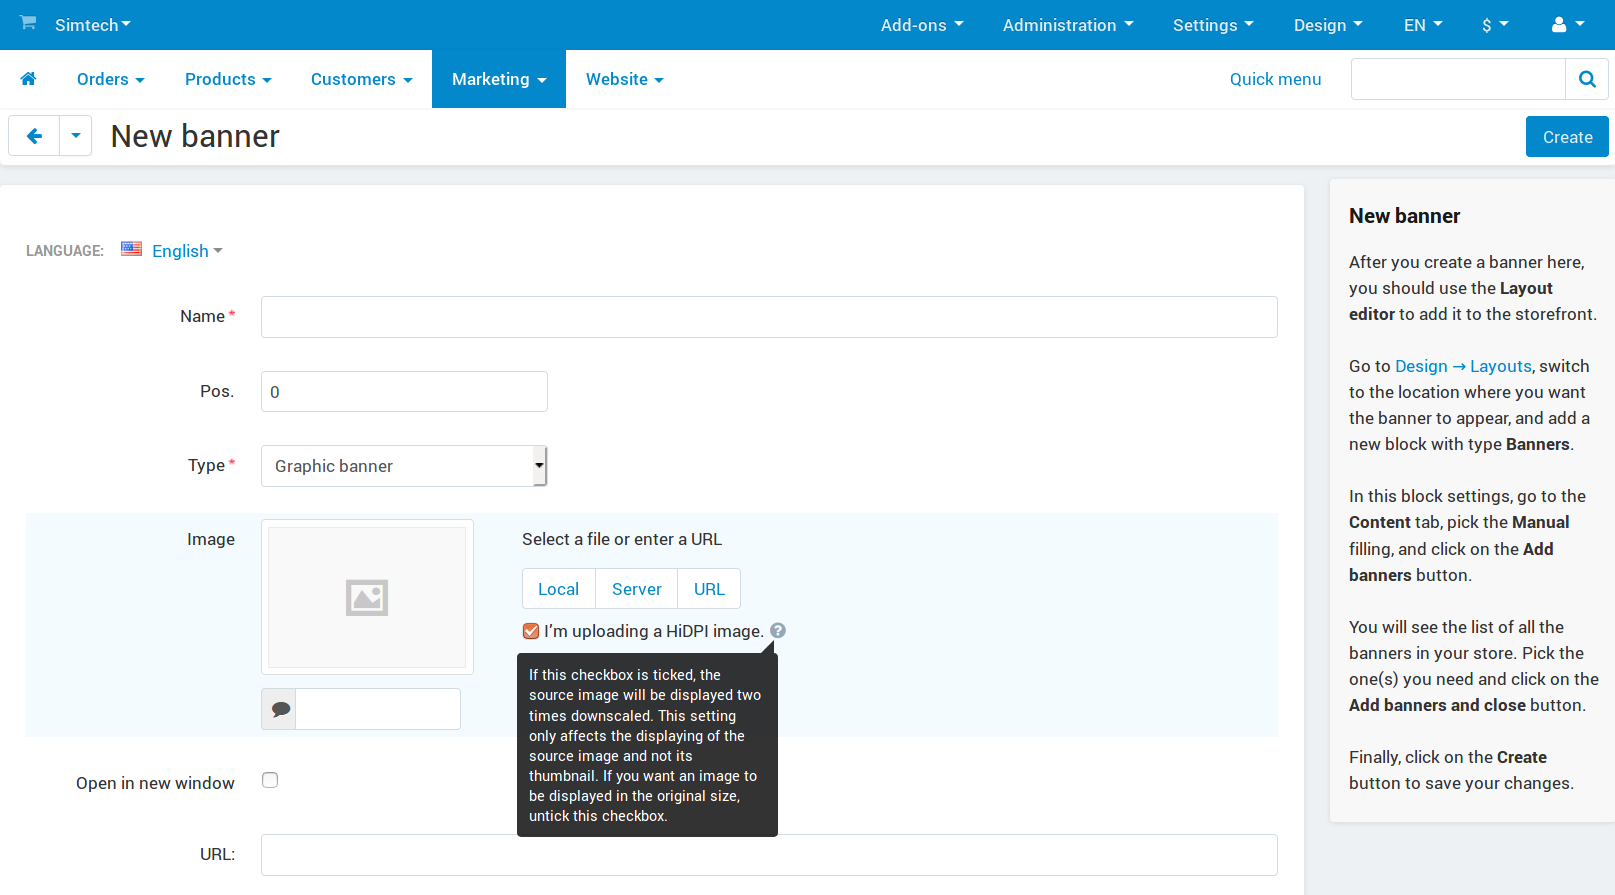 Simtech Add-ons Administration Settings Design EN $
Orders Products Customers Marketing Website Quick menu
New banner Create
LANGUAGE: English
Name *
Pos. 0
Type * Graphic banner
Image
Select a file or enter a URL
Local Server URL
I’m uploading a HiDPI image. ?
If this checkbox is ticked, the
source image will be displayed two
times downscaled. This setting
only affects the displaying of the
source image and not its
thumbnail. If you want an image to
be displayed in the original size,
untick this checkbox.
Open in new window
URL:
New banner
After you create a banner here,
you should use the Layout
editor to add it to the storefront.
Go to Design → Layouts, switch
to the location where you want
the banner to appear, and add a
new block with type Banners.
In this block settings, go to the
Content tab, pick the Manual
filling, and click on the Add
banners button.
You will see the list of all the
banners in your store. Pick the
one(s) you need and click on the
Add banners and close button.
Finally, click on the Create
button to save your changes.